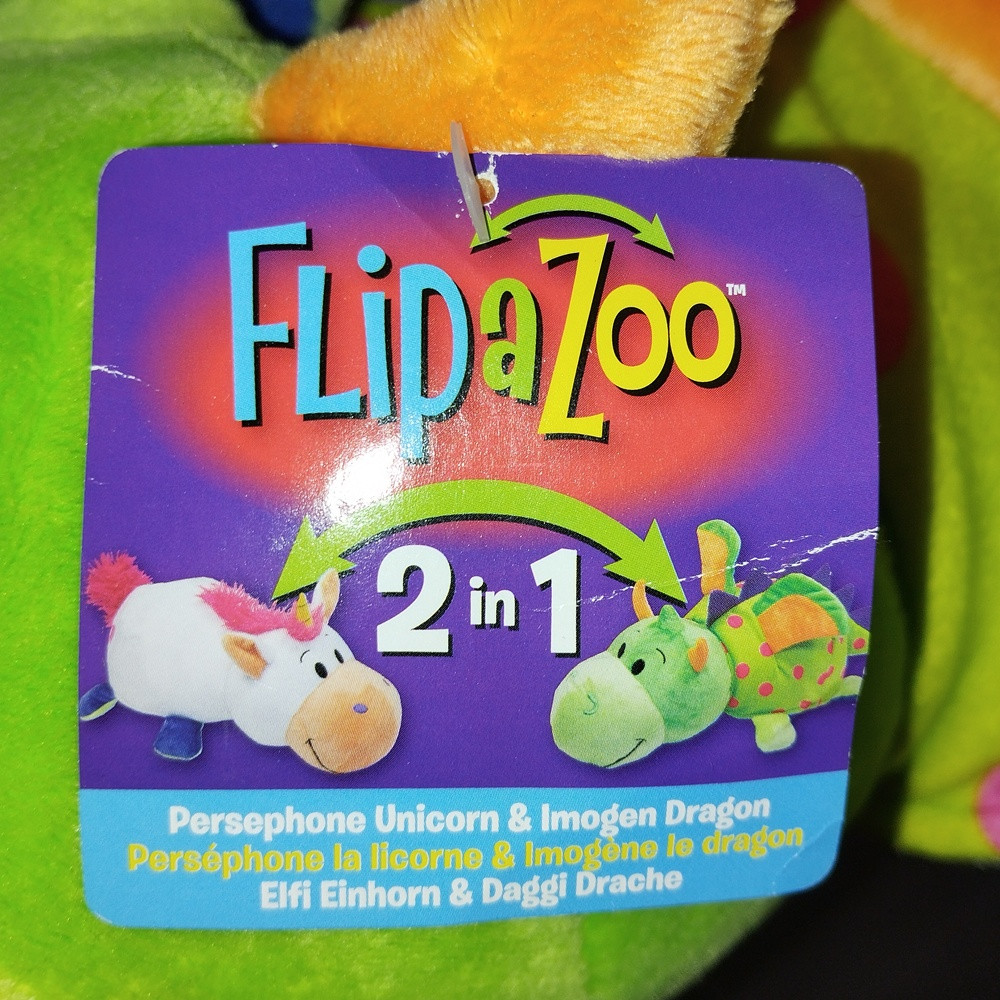 FLipaZoo™
2 in 1
Persephone Unicorn & Imogen Dragon
Perséphone la licorne & Imogène le dragon
Elfi Einhorn & Daggi Drache